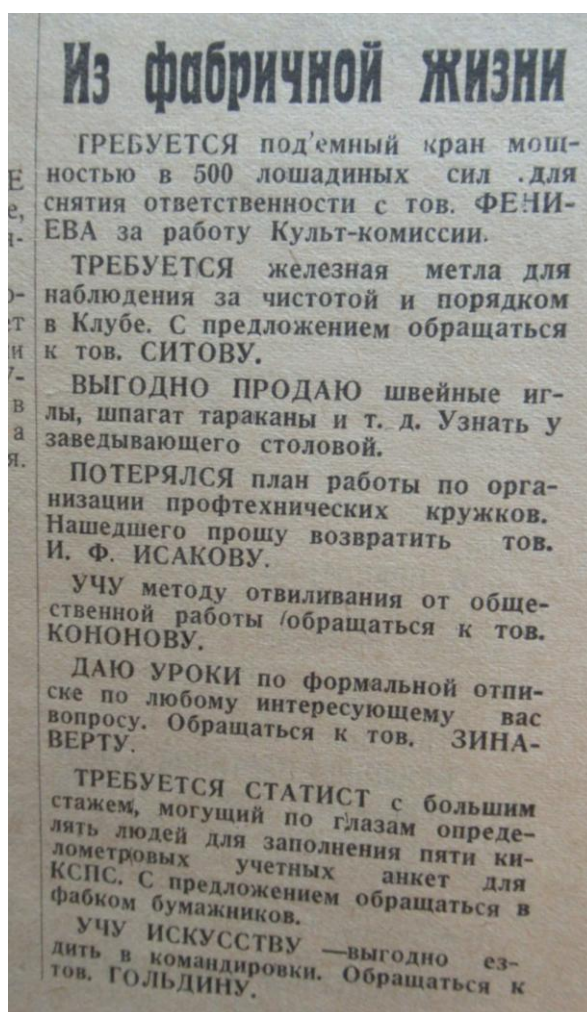 Из фабричной жизни
ТРЕБУЕТСЯ под'емный кран мощ-
ностью в 500 лошадиных сил для
снятия ответственности с тов. ФЕНИ-
ЕВА за работу Культ-комиссии.
ТРЕБУЕТСЯ железная метла для
наблюдения за чистотой и порядком
в Клубе. С предложением обращаться
к тов. СИТОВУ.
ВЫГОДНО ПРОДАЮ швейные иг-
лы, шпагат тараканы и т. д. Узнать у
заведывающего столовой.
ПОТЕРЯЛСЯ план работы по орга-
низации профтехнических кружков.
Нашедшего прошу возвратить тов.
И. Ф. ИСАКОВУ.
УЧУ методу отвиливания от обще-
ственной работы /обращаться к тов.
КОНОНОВУ.
ДАЮ УРОКИ по формальной отпи-
ске по любому интересующему вас
вопросу. Обращаться к тов. ЗИНА-
ВЕРТУ.
ТРЕБУЕТСЯ СТАТИСТ с большим
стажем, могущий по глазам опреде-
лять людей для заполнения пяти ки-
лометровых учетных анкет для
КСПС. С предложением обращаться в
фабком бумажников.
УЧУ ИСКУССТВУ —выгодно ез-
дить в командировки. Обращаться к
тов. ГОЛЬДИНУ.